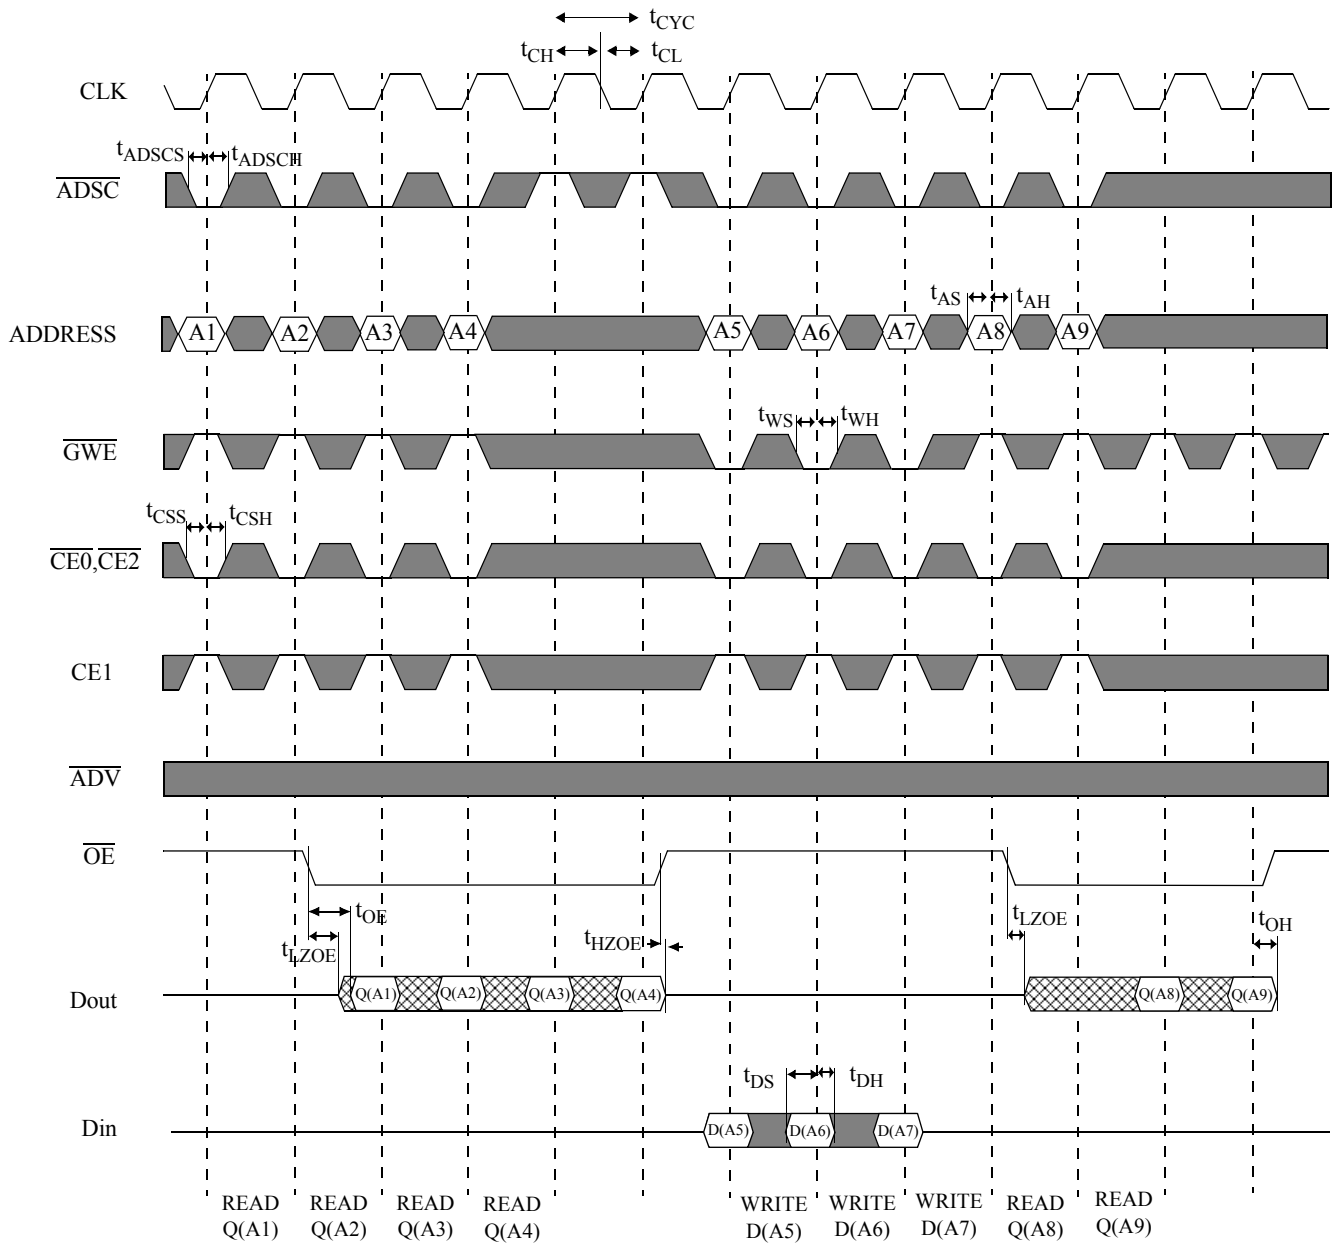 tCYC
tCH tCL
CLK
tADSCS tADSCH
ADSC
tAS tAH
ADDRESS A1 A2 A3 A4 A5 A6 A7 A8 A9
tWS tWH
GWE
tCSS tCSH
CE0,CE2
CE1
ADV
OE
tOE tLZOE
tLZOE tHZOE tOH
Dout Q(A1) Q(A2) Q(A3) Q(A4) Q(A8) Q(A9)
tDS tDH
Din D(A5) D(A6) D(A7)
READ READ READ READ WRITE WRITE WRITE READ READ
Q(A1) Q(A2) Q(A3) Q(A4) D(A5) D(A6) D(A7) Q(A8) Q(A9)